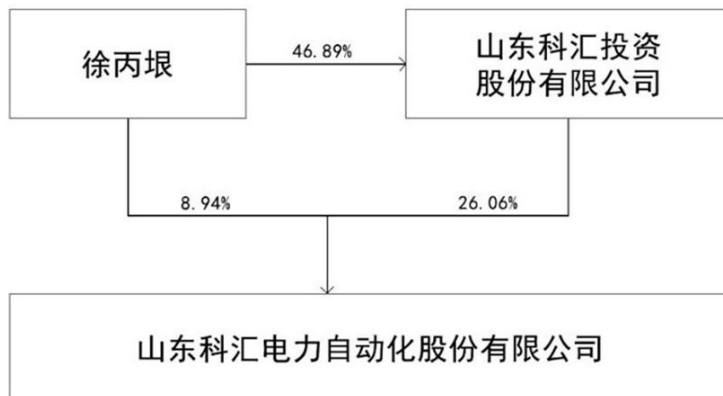 徐丙垠
46.89%
山东科汇投资
股份有限公司
8.94%
26.06%
山东科汇电力自动化股份有限公司